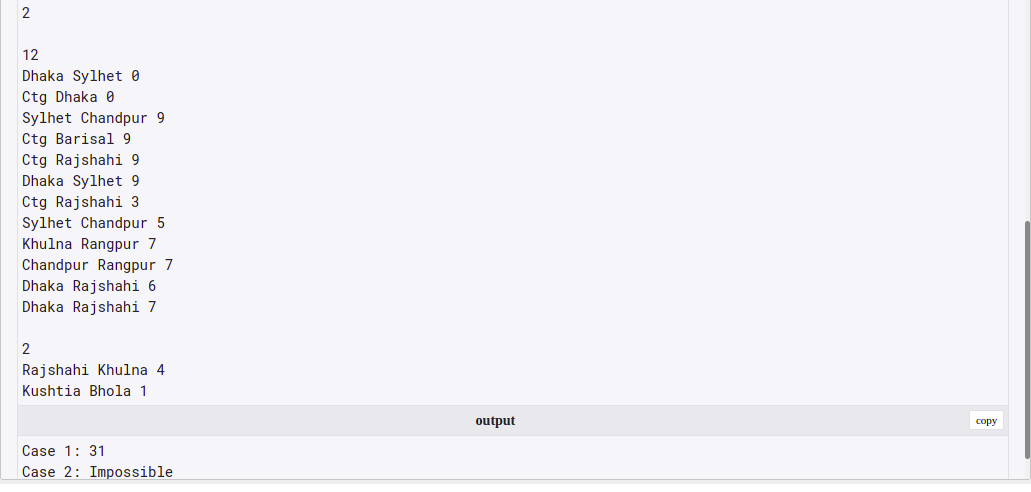 2

12
Dhaka Sylhet 0
Ctg Dhaka 0
Sylhet Chandpur 9
Ctg Barisal 9
Ctg Rajshahi 9
Dhaka Sylhet 9
Ctg Rajshahi 3
Sylhet Chandpur 5
Khulna Rangpur 7
Chandpur Rangpur 7
Dhaka Rajshahi 6
Dhaka Rajshahi 7

2
Rajshahi Khulna 4
Kushtia Bhola 1
output copy
Case 1: 31
Case 2: Impossible